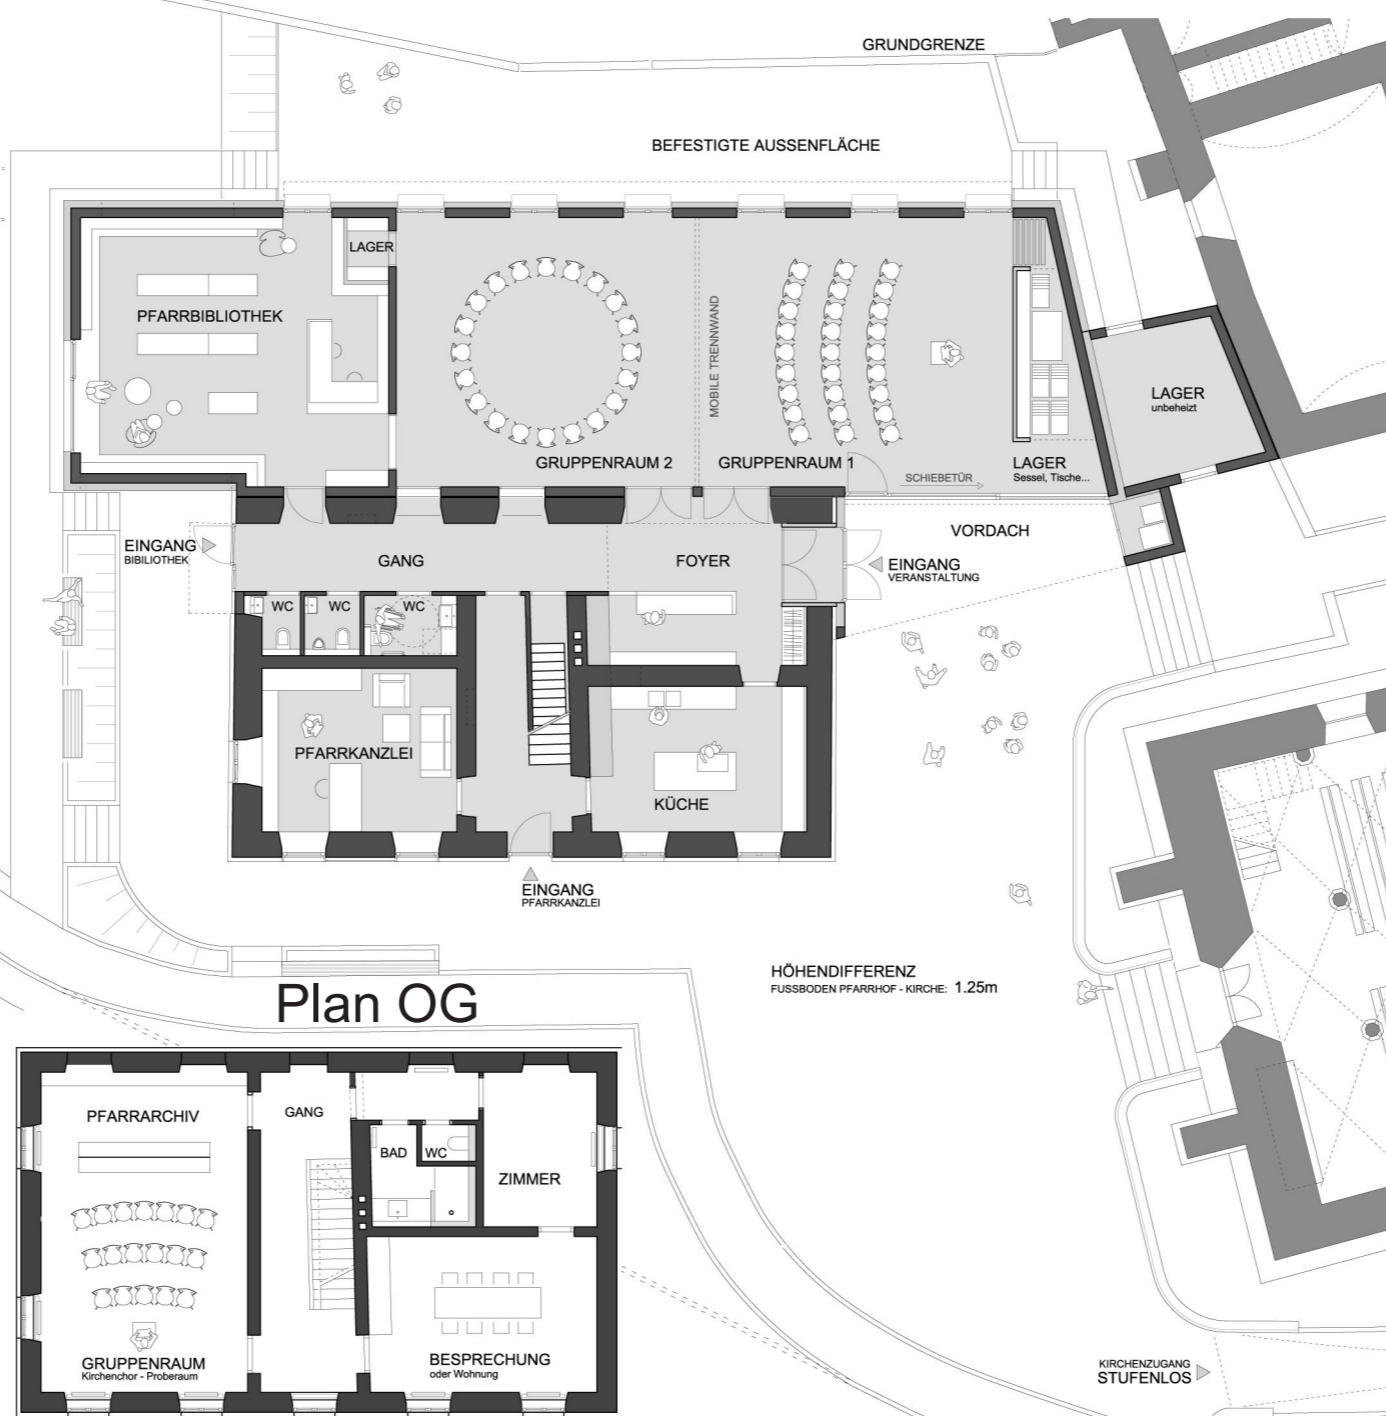 GRUNDGRENZE
BEFESTIGTE AUSSENFLÄCHE
LAGER
PFARRBIBLIOTHEK
MOBILE TRENNWAND
LAGER
unbeheizt
GRUPPENRAUM 2
GRUPPENRAUM 1
LAGER
Sessel, Tische...
SCHIEBETÜR
VORDACH
EINGANG
BIBILIOTHEK
GANG
FOYER
EINGANG
VERANSTALTUNG
WC
WC
WC
PFARRKANZLEI
KÜCHE
EINGANG
PFARRKANZLEI
HÖHENDIFFERENZ
FUSSBODEN PFARRHOF - KIRCHE: 1.25m
Plan OG
PFARRARCHIV
GANG
BAD
WC
ZIMMER
GRUPPENRAUM
Kirchenchor - Proberaum
BESPRECHUNG
oder Wohnung
KIRCHENZUGANG
STUFENLOS